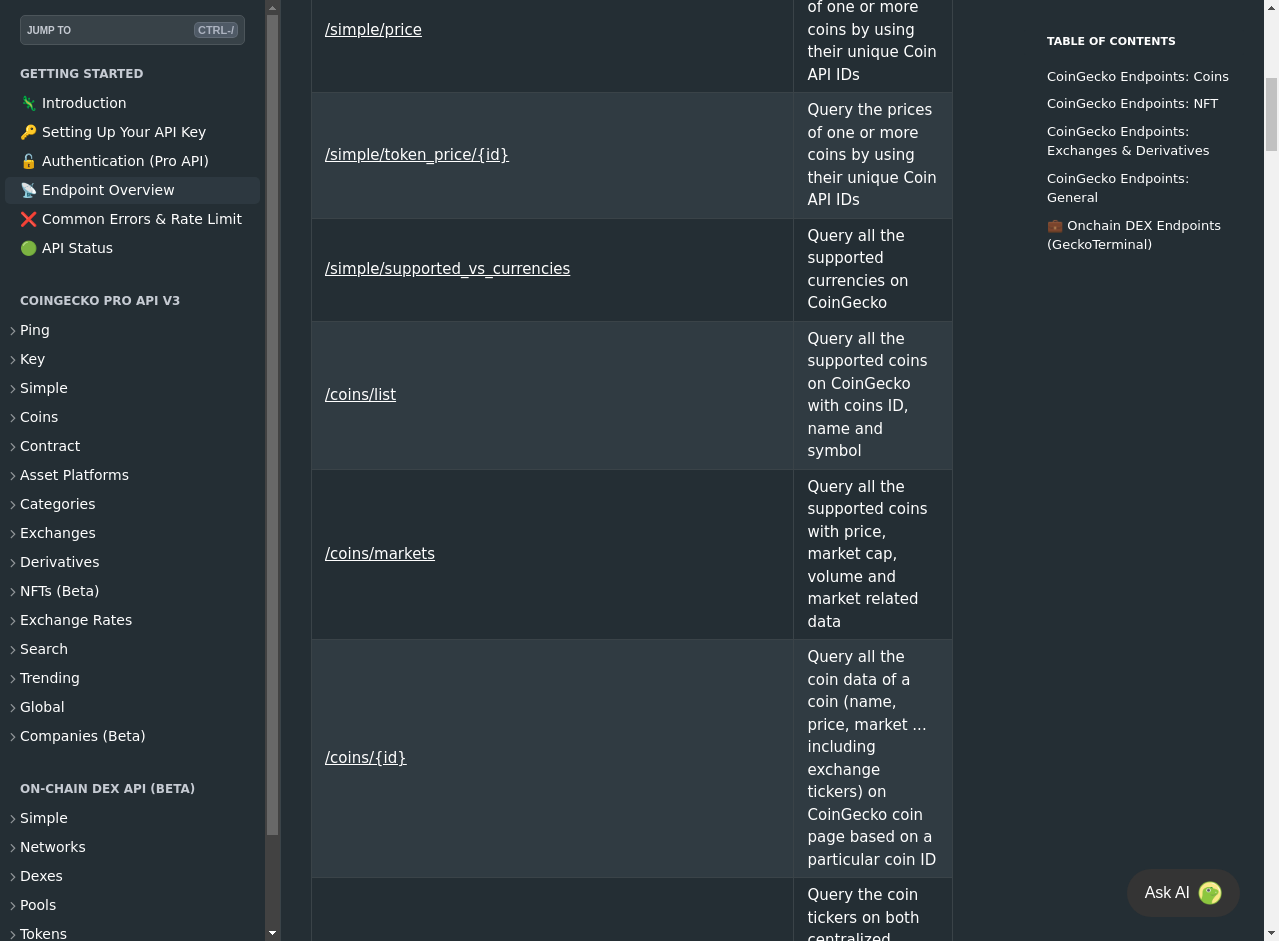 JUMP TO
CTRL-/
GETTING STARTED
Introduction
Setting Up Your API Key
Authentication (Pro API)
Endpoint Overview
Common Errors & Rate Limit
API Status
COINGECKO PRO API V3
Ping
Key
Simple
Coins
Contract
Asset Platforms
Categories
Exchanges
Derivatives
NFTs (Beta)
Exchange Rates
Search
Trending
Global
Companies (Beta)
ON-CHAIN DEX API (BETA)
Simple
Networks
Dexes
Pools
Tokens
/simple/price
of one or more
coins by using
their unique Coin
API IDs
/simple/token_price/{id}
Query the prices
of one or more
coins by using
their unique Coin
API IDs
/simple/supported_vs_currencies
Query all the
supported
currencies on
CoinGecko
/coins/list
Query all the
supported coins
on CoinGecko
with coins ID,
name and
symbol
/coins/markets
Query all the
supported coins
with price,
market cap,
volume and
market related
data
/coins/{id}
Query all the
coin data of a
coin (name,
price, market ...
including
exchange
tickers) on
CoinGecko coin
page based on a
particular coin ID
Query the coin
tickers on both
centralized
TABLE OF CONTENTS
CoinGecko Endpoints: Coins
CoinGecko Endpoints: NFT
CoinGecko Endpoints:
Exchanges & Derivatives
CoinGecko Endpoints:
General
Onchain DEX Endpoints
(GeckoTerminal)
Ask AI